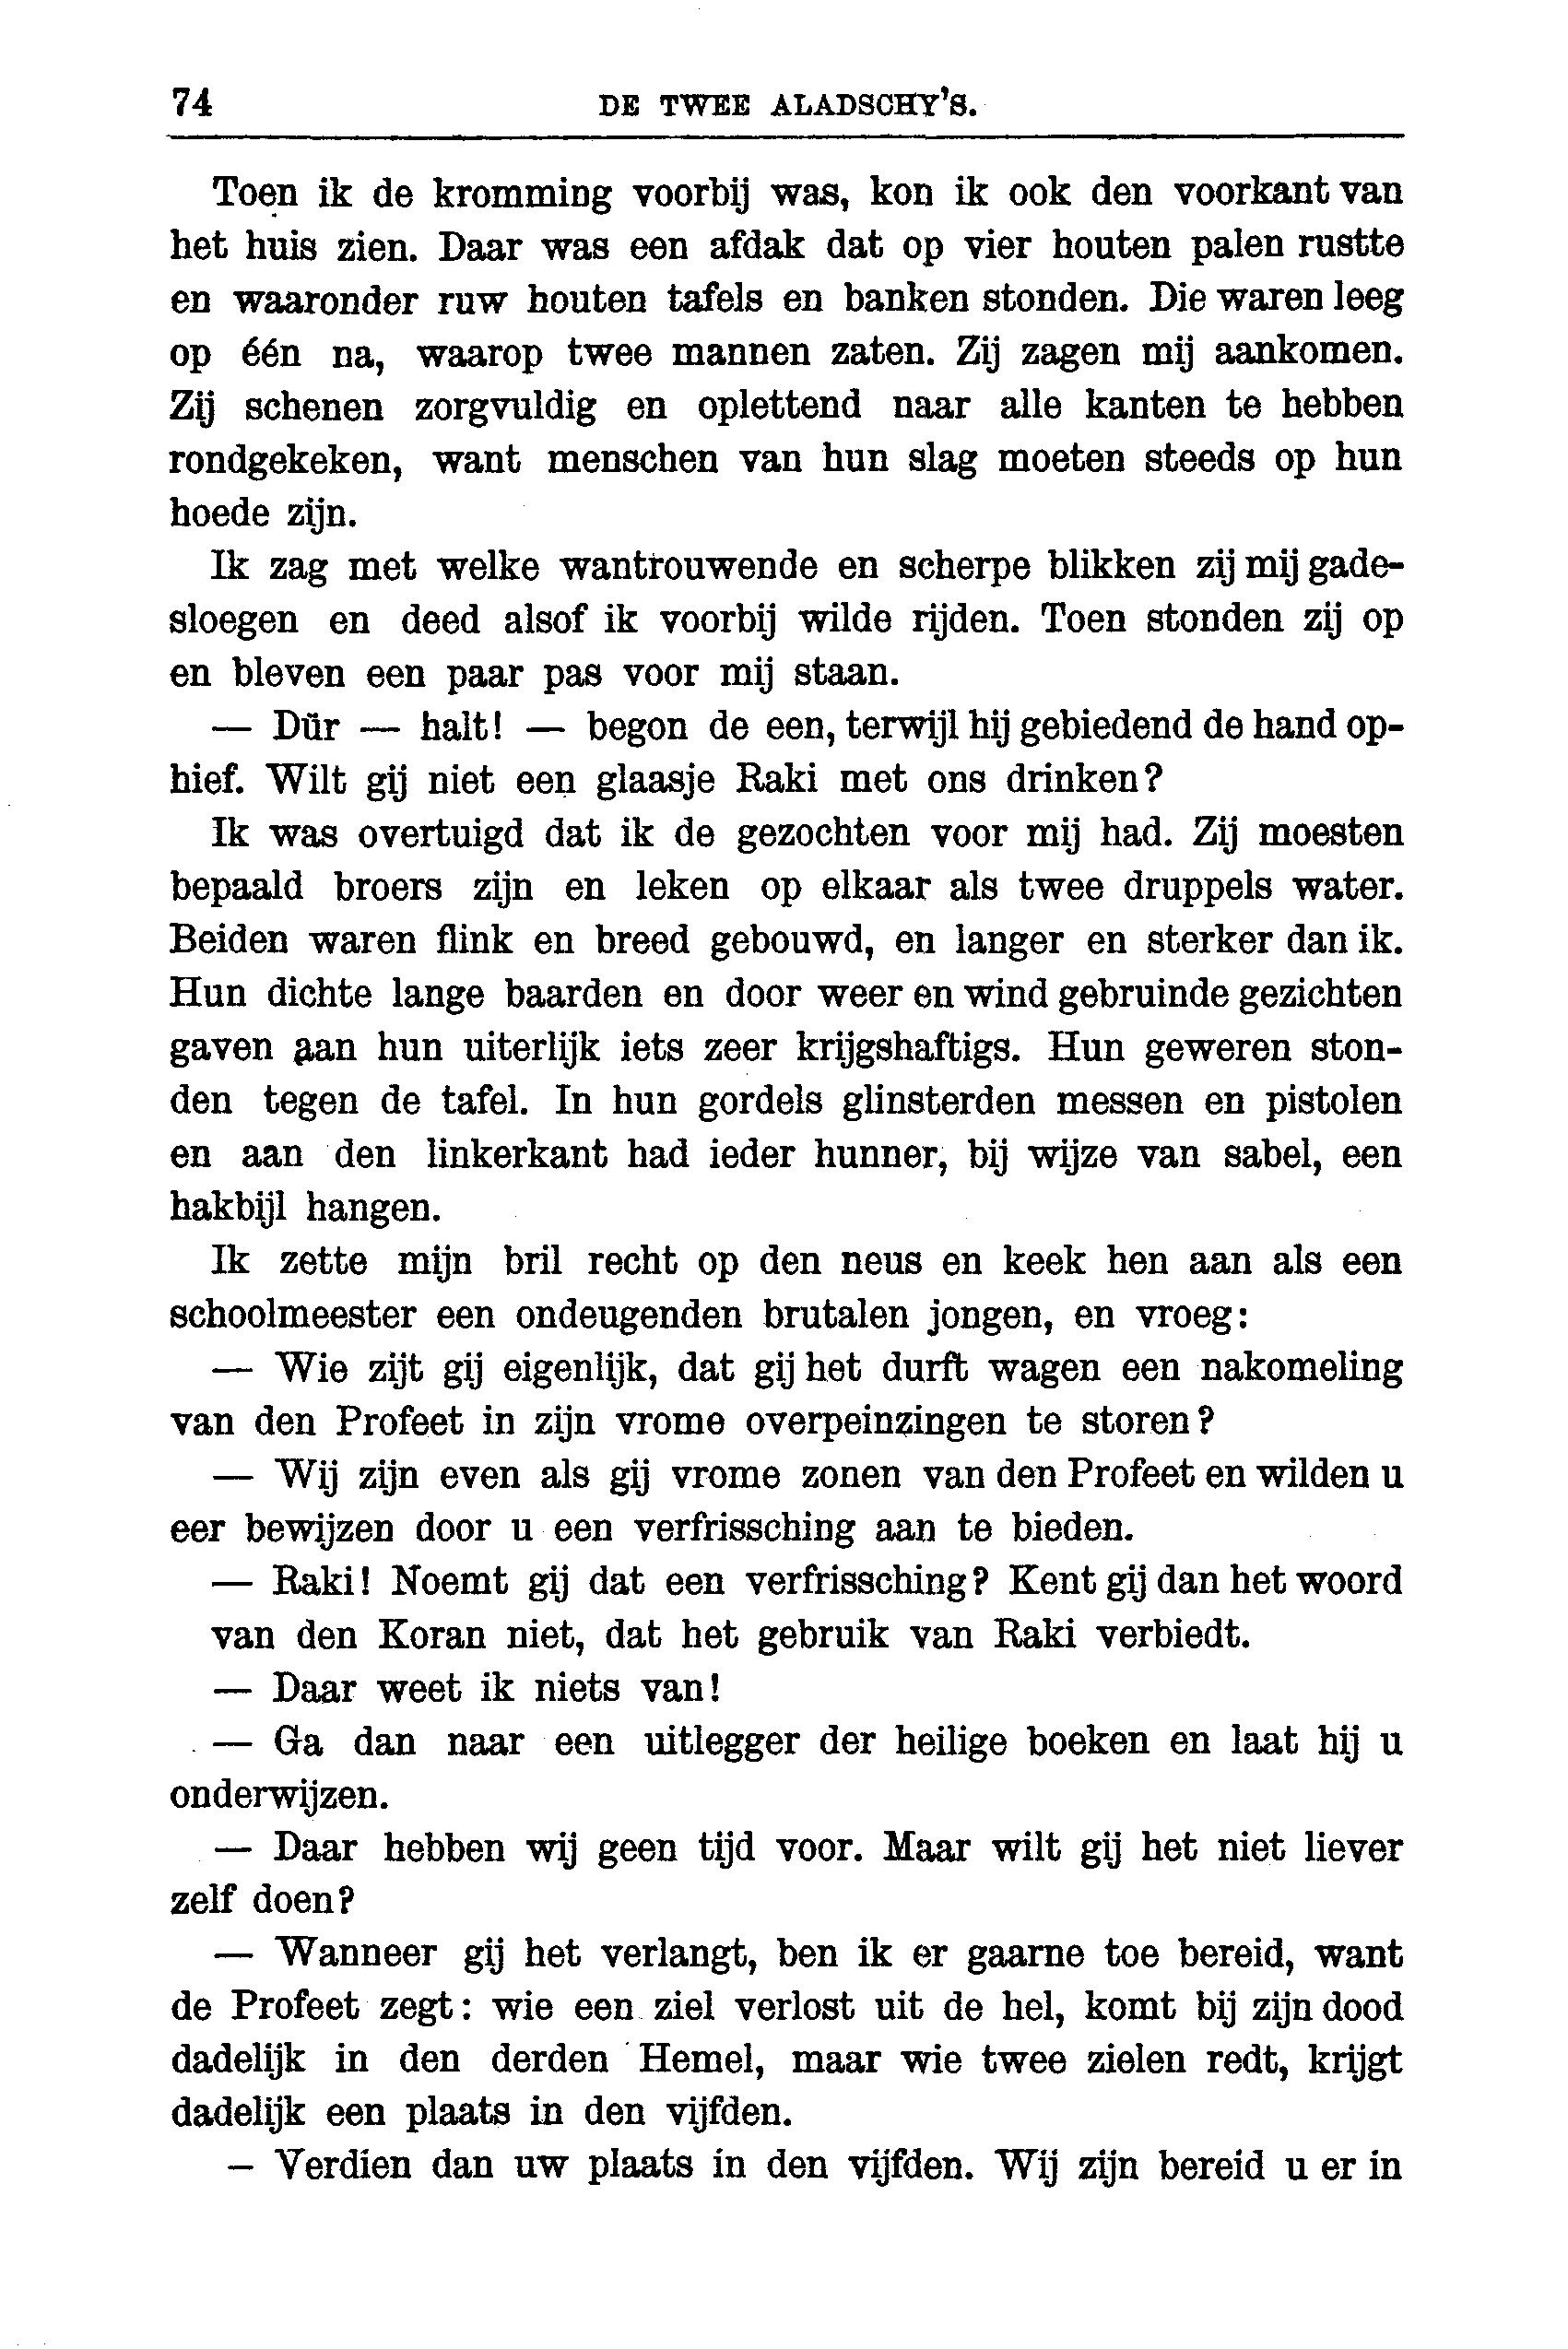 74 DE TWEE ALADSCHY'S.
Toen ik de kromming voorbij was, kon ik ook den voorkant van
het huis zien. Daar was een afdak dat op vier houten palen rustte
en waaronder ruw houten tafels en banken stonden. Die waren leeg
op één na, waarop twee mannen zaten. Zij zagen mij aankomen.
Zij schenen zorgvuldig en oplettend naar alle kanten te hebben
rondgekeken, want menschen van hun slag moeten steeds op hun
hoede zijn.
Ik zag met welke wantrouwende en scherpe blikken zij mij gade-
sloegen en deed alsof ik voorbij wilde rijden. Toen stonden zij op
en bleven een paar pas voor mij staan.
— Dür — halt! — begon de een, terwijl hij gebiedend de hand op-
hief. Wilt gij niet een glaasje Raki met ons drinken?
Ik was overtuigd dat ik de gezochten voor mij had. Zij moesten
bepaald broers zijn en leken op elkaar als twee druppels water.
Beiden waren flink en breed gebouwd, en langer en sterker dan ik.
Hun dichte lange baarden en door weer en wind gebruinde gezichten
gaven aan hun uiterlijk iets zeer krijgshaftigs. Hun geweren ston-
den tegen de tafel. In hun gordels glinsterden messen en pistolen
en aan den linkerkant had ieder hunner, bij wijze van sabel, een
hakbijl hangen.
Ik zette mijn bril recht op den neus en keek hen aan als een
schoolmeester een ondeugenden brutalen jongen, en vroeg:
— Wie zijt gij eigenlijk, dat gij het durft wagen een nakomeling
van den Profeet in zijn vrome overpeinzingen te storen?
— Wij zijn even als gij vrome zonen van den Profeet en wilden u
eer bewijzen door u een verfrissching aan te bieden.
— Raki! Noemt gij dat een verfrissching? Kent gij dan het woord
van den Koran niet, dat het gebruik van Raki verbiedt.
— Daar weet ik niets van!
— Ga dan naar een uitlegger der heilige boeken en laat hij u
onderwijzen.
— Daar hebben wij geen tijd voor. Maar wilt gij het niet liever
zelf doen?
— Wanneer gij het verlangt, ben ik er gaarne toe bereid, want
de Profeet zegt: wie een ziel verlost uit de hel, komt bij zijn dood
dadelijk in den derden Hemel, maar wie twee zielen redt, krijgt
dadelijk een plaats in den vijfden.
– Verdien dan uw plaats in den vijfden. Wij zijn bereid u er in